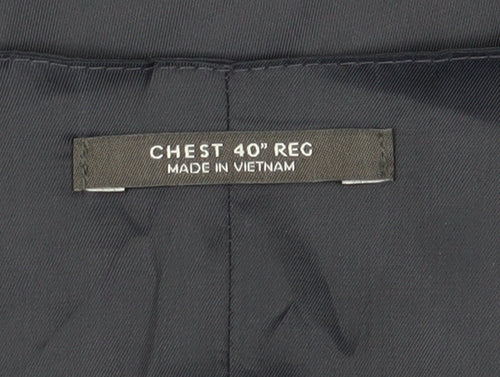 CHEST 40” REG
MADE IN VIETNAM